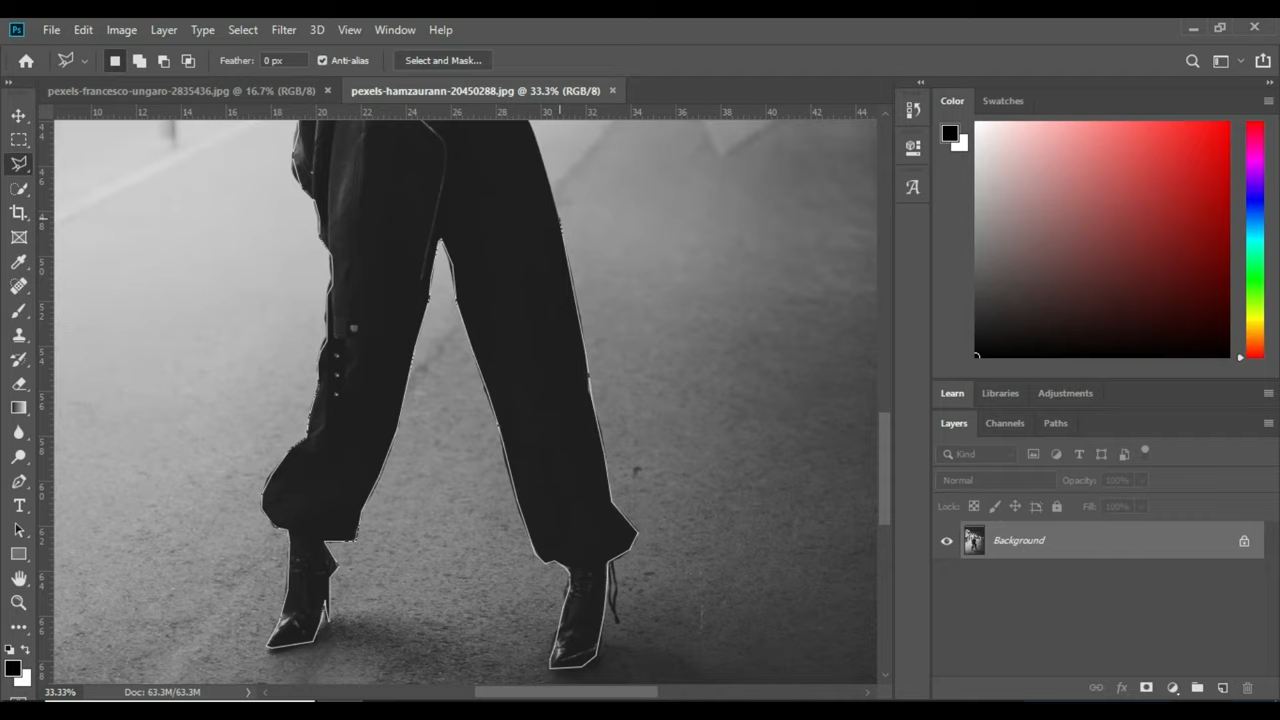 Ps File Edit Image Layer Type Select Filter 3D View Window Help
Feather: 0 px Anti-alias Select and Mask...
pexels-francesco-ungaro-2835436.jpg @ 16.7% (RGB/8) × pexels-hamzaurann-20450288.jpg @ 33.3% (RGB/8) ×
10 12 14 16 18 20 22 24 26 28 30 32 34 36 38 40 42 44
Color Swatches
Learn Libraries Adjustments
Layers Channels Paths
Kind
Normal Opacity: 100%
Lock: Fill: 100%
Background
33.33% Doc: 63.3M/63.3M